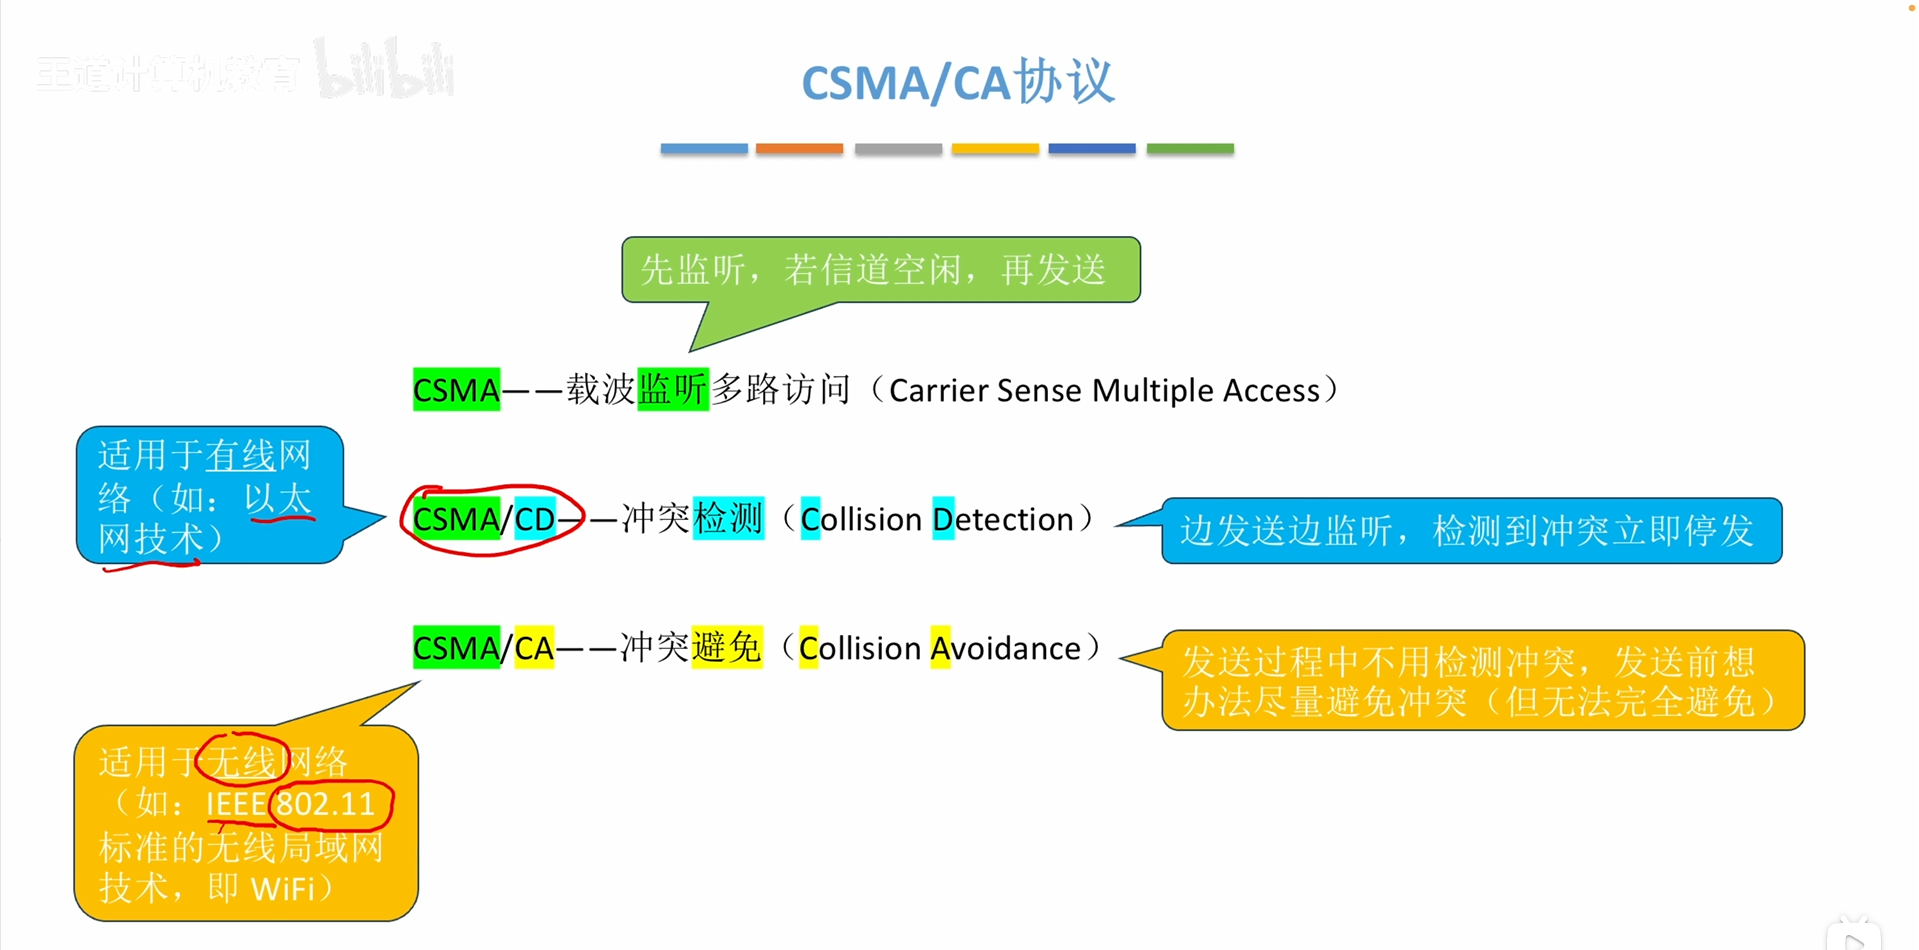 王道计算机教育 bilibili
CSMA/CA协议
先监听，若信道空闲，再发送
CSMA——载波监听多路访问（Carrier Sense Multiple Access）
适用于有线网
络（如：以太
网技术）
CSMA/CD——冲突检测（Collision Detection）
边发送边监听，检测到冲突立即停发
CSMA/CA——冲突避免（Collision Avoidance）
发送过程中不用检测冲突，发送前想
办法尽量避免冲突（但无法完全避免）
适用于无线网络
（如：IEEE 802.11
标准的无线局域网
技术，即 WiFi）